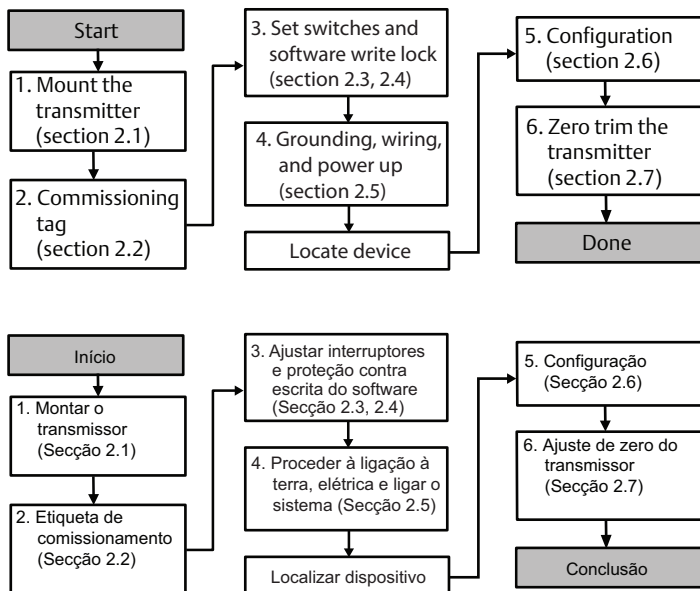 Start
1. Mount the
transmitter
(section 2.1)
2. Commissioning
tag
(section 2.2)
3. Set switches and
software write lock
(section 2.3, 2.4)
4. Grounding, wiring,
and power up
(section 2.5)
Locate device
5. Configuration
(section 2.6)
6. Zero trim the
transmitter
(section 2.7)
Done
Início
1. Montar o
transmissor
(Secção 2.1)
2. Etiqueta de
comissionamento
(Secção 2.2)
3. Ajustar interruptores
e proteção contra
escrita do software
(Secção 2.3, 2.4)
4. Proceder à ligação à
terra, elétrica e ligar o
sistema (Secção 2.5)
Localizar dispositivo
5. Configuração
(Secção 2.6)
6. Ajuste de zero do
transmissor
(Secção 2.7)
Conclusão